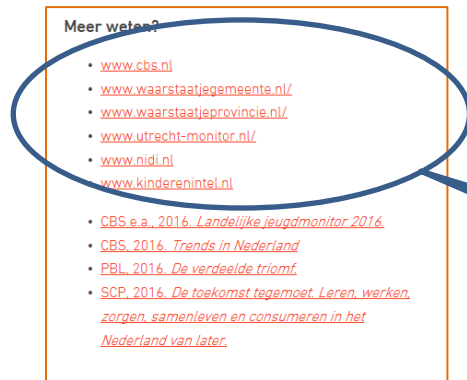 Meer weten?
• www.cbs.nl
• www.waarstaatjegemeente.nl/
• www.waarstaatjeprovincie.nl/
• www.utrecht-monitor.nl/
• www.nidi.nl
• www.kinderenintel.nl
• CBS e.a., 2016. Landelijke jeugdmonitor 2016.
• CBS, 2016. Trends in Nederland
• PBL, 2016. De verdeelde triomf.
• SCP, 2016. De toekomst tegemoet. Leren, werken,
zorgen, samenleven en consumeren in het
Nederland van later.